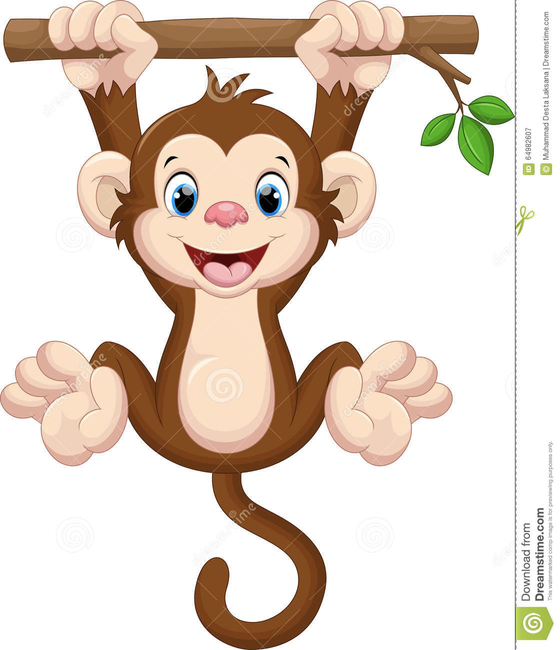 ID 64982607
© Muhammad Desta Laksana | Dreamstime.com
Download from
Dreamstime.com
This watermarked comp image is for previewing purposes only.